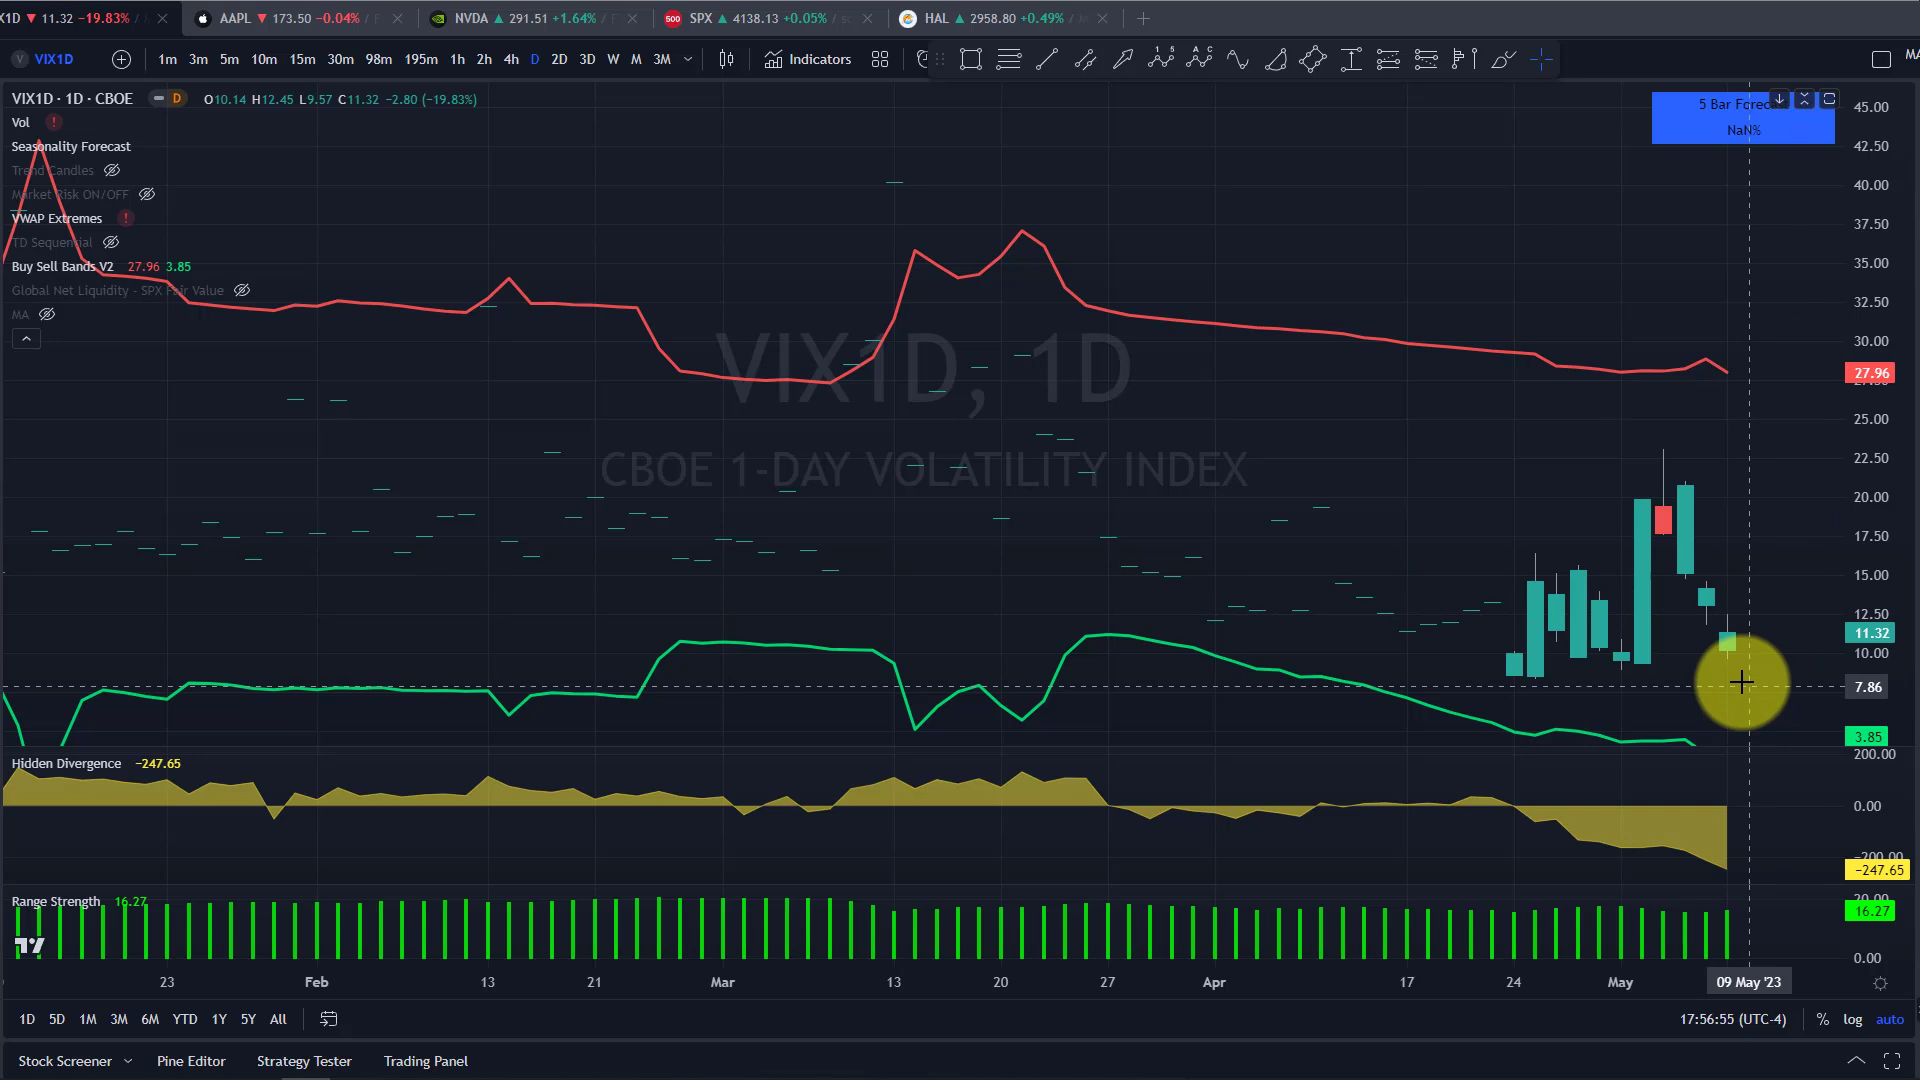 X1D ▼ 11.32 −19.83% /
AAPL ▼ 173.50 −0.04% /
NVDA ▲ 291.51 +1.64% /
500 SPX ▲ 4138.13 +0.05% /
HAL ▲ 2958.80 +0.49% /
V VIX1D
1m 3m 5m 10m 15m 30m 98m 195m 1h 2h 4h D 2D 3D W M 3M
Indicators
VIX1D · 1D · CBOE D O10.14 H12.45 L9.57 C11.32 −2.80 (−19.83%)
Vol !
Seasonality Forecast
Trend Candles
Market Risk ON/OFF
VWAP Extremes !
TD Sequential
Buy Sell Bands V2 27.96 3.85
Global Net Liquidity - SPX Fair Value
MA
5 Bar Forec
NaN%
VIX1D, 1D
CBOE 1-DAY VOLATILITY INDEX
45.00
42.50
40.00
37.50
35.00
32.50
30.00
27.96
25.00
22.50
20.00
17.50
15.00
12.50
11.32
10.00
7.86
3.85
Hidden Divergence −247.65
200.00
0.00
−200.00
−247.65
Range Strength 16.27
20.00
16.27
0.00
23 Feb 13 21 Mar 13 20 27 Apr 17 24 May 09 May '23
1D 5D 1M 3M 6M YTD 1Y 5Y All
17:56:55 (UTC-4) % log auto
Stock Screener Pine Editor Strategy Tester Trading Panel